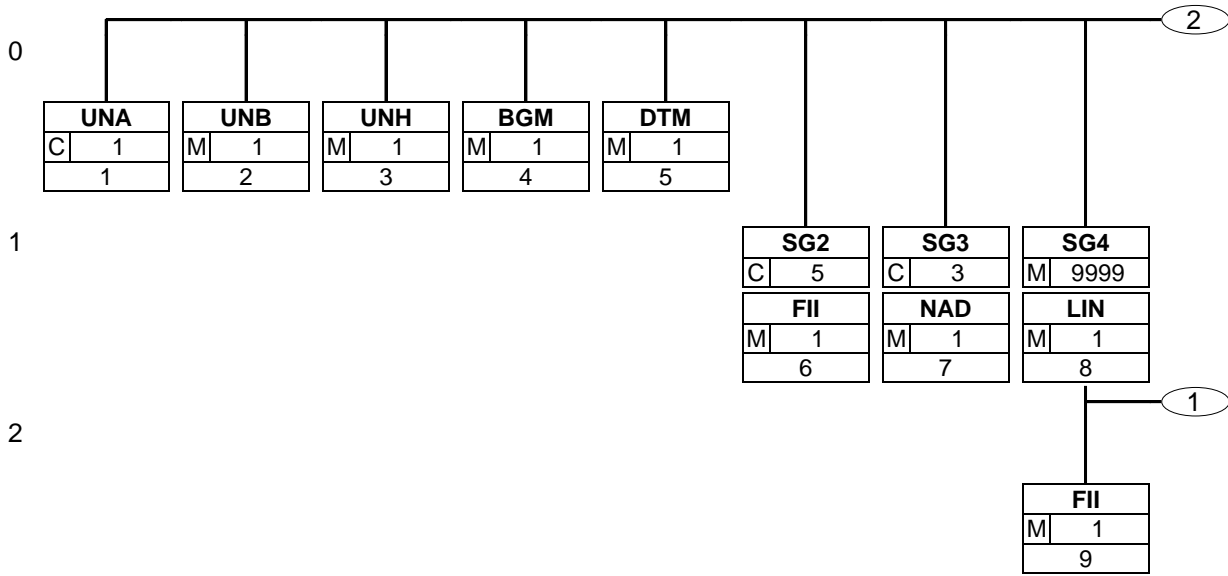 2
0
UNA UNB UNH BGM DTM
C 1 M 1 M 1 M 1 M 1
1 2 3 4 5
1
SG2 SG3 SG4
C 5 C 3 M 9999
FII NAD LIN
M 1 M 1 M 1
6 7 8
1
2
FII
M 1
9